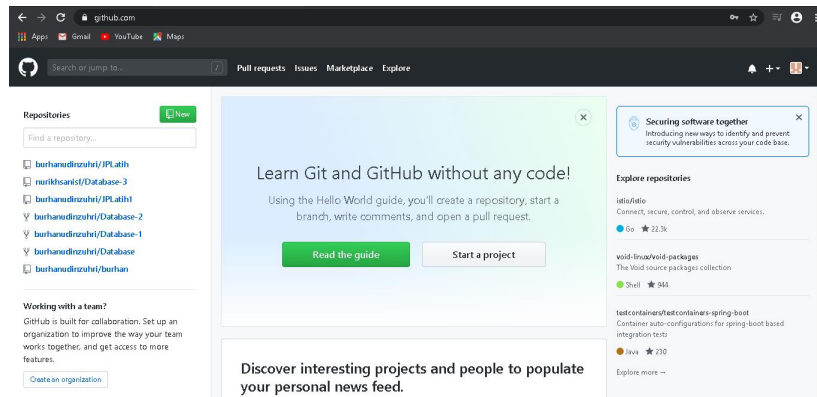 github.com
Apps Gmail YouTube Maps
Search or jump to... / Pull requests Issues Marketplace Explore
Repositories
New
Find a repository...
burhanudinzuhri/JPLatih
nurikhsanisf/Database-3
burhanudinzuhri/JPLatih1
burhanudinzuhri/Database-2
burhanudinzuhri/Database-1
burhanudinzuhri/Database
burhanudinzuhri/burhan
Working with a team?
GitHub is built for collaboration. Set up an
organization to improve the way your team
works together, and get access to more
features.
Create an organization
Learn Git and GitHub without any code!
Using the Hello World guide, you'll create a repository, start a
branch, write comments, and open a pull request.
Read the guide
Start a project
Discover interesting projects and people to populate
your personal news feed.
Securing software together
Introducing new ways to identify and prevent
security vulnerabilities across your code base.
Explore repositories
istio/istio
Connect, secure, control, and observe services.
Go 22.3k
void-linux/void-packages
The Void source packages collection
Shell 944
testcontainers/testcontainers-spring-boot
Container auto-configurations for spring-boot based
integration tests
Java 230
Explore more →